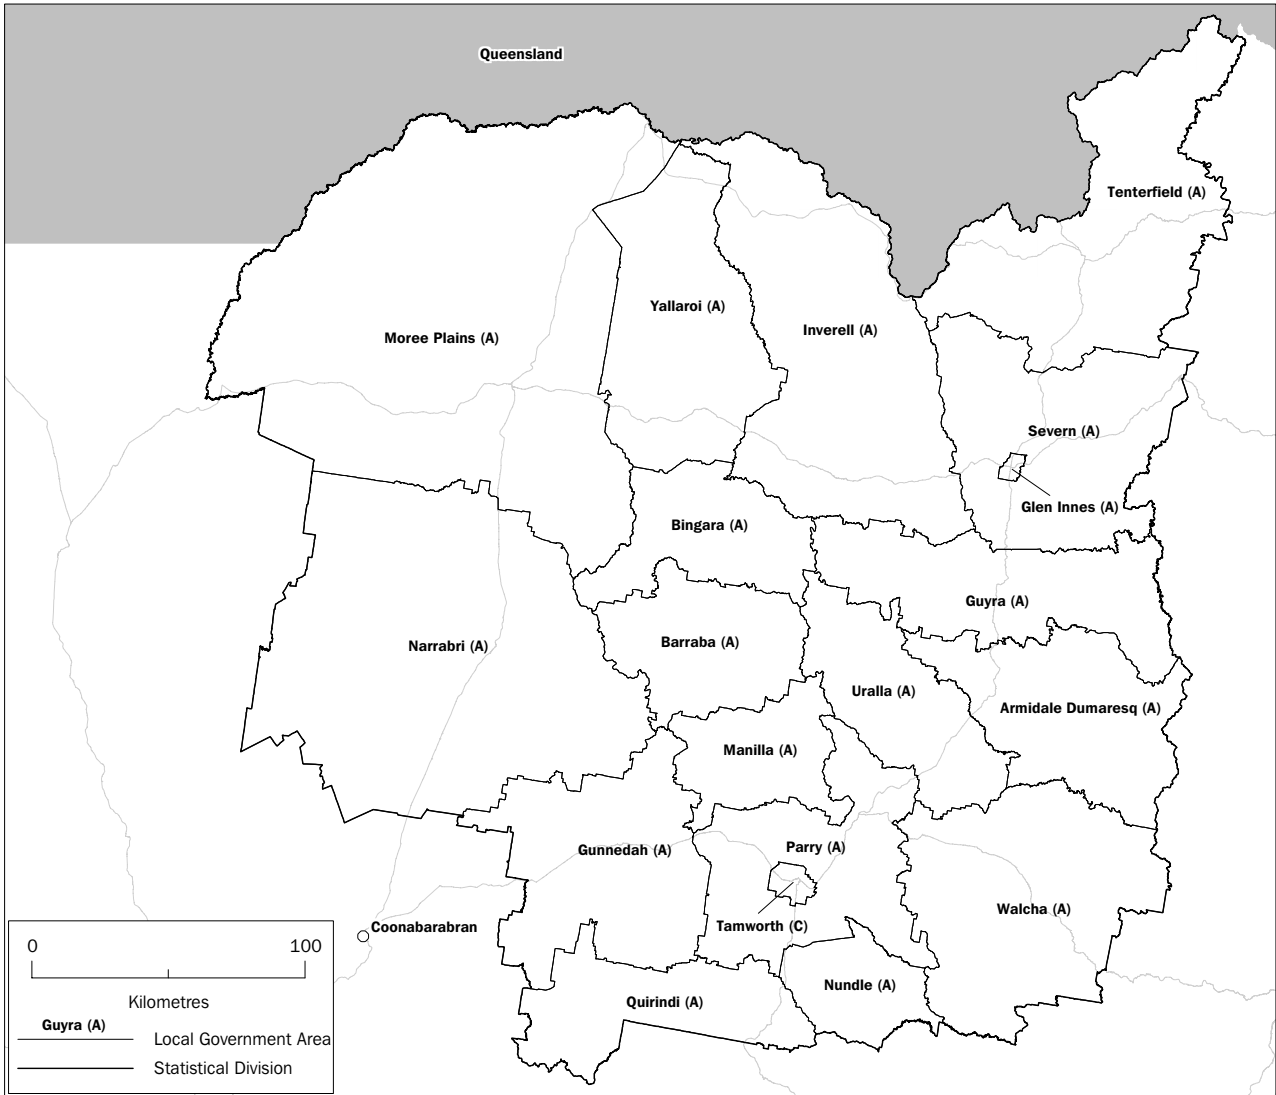 Queensland
Tenterfield (A)
Yallaroi (A)
Inverell (A)
Moree Plains (A)
Severn (A)
Glen Innes (A)
Bingara (A)
Guyra (A)
Narrabri (A)
Barraba (A)
Uralla (A)
Armidale Dumaresq (A)
Manilla (A)
Gunnedah (A)
Parry (A)
Walcha (A)
Tamworth (C)
Coonabarabran
Nundle (A)
Quirindi (A)
0 100
Kilometres
Guyra (A)
Local Government Area
Statistical Division